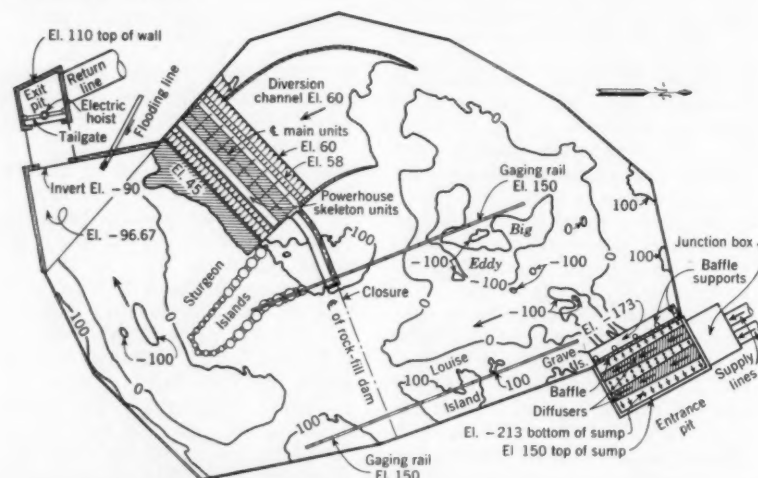 El. 110 top of wall
Return line
Exit pit
Electric hoist
Tailgate
Flooding line
Invert El. -90
El. -96.67
Diversion
channel El. 60
℄ main units
El. 60
El. 58
El. 45
Powerhouse
skeleton units
Gaging rail
El. 150
Big
Eddy
-100
-100
-100
-100
-100
0
0
0
100
100
Junction box
Baffle
supports
Sturgeon
Islands
100
Closure
℄ of rock-fill dam
El. -173
-100
0
100
Louise
Island
100
Grave
Is.
Baffle
Diffusers
Supply
lines
Entrance
pit
El. -213 bottom of sump
El 150 top of sump
100
Gaging rail
El. 150